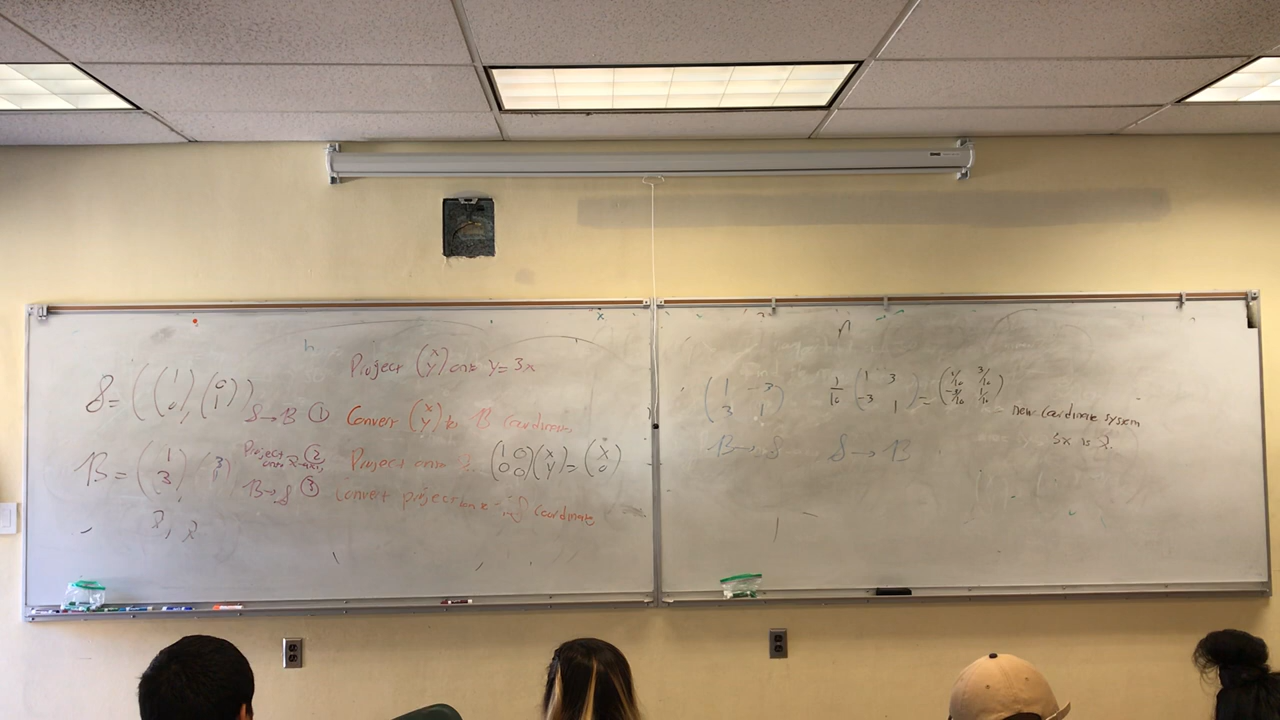 Project (x y) onto y = 3x
S = ((1 0), (0 1))
S → B ① Convert (x y) to B Coordinates
B = ((1 3), (-3 1))
Project onto x-axis ② Project onto x̂. (1 0 0 0)(x y) = (x 0)
B → S ③ Convert projection in S Coordinate
x̂, ŷ
(1 -3 3 1)
1/10 (1 3 -3 1) = (1/10 3/10 -3/10 1/10)
new Coordinate system
3x is x̂.
B → S
S → B